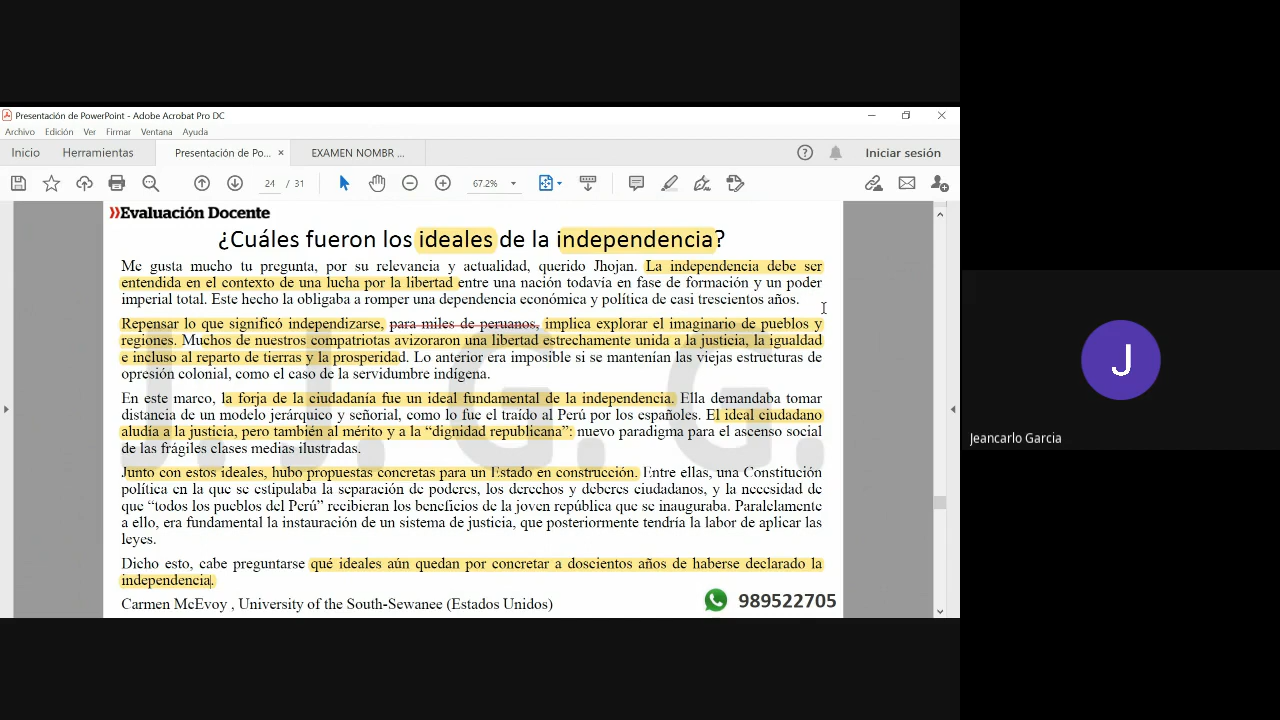 Presentación de PowerPoint - Adobe Acrobat Pro DC
Archivo Edición Ver Firmar Ventana Ayuda
Inicio Herramientas Presentación de Po... × EXAMEN NOMBR ... Iniciar sesión
24 / 31 67.2%
»Evaluación Docente
¿Cuáles fueron los ideales de la independencia?
Me gusta mucho tu pregunta, por su relevancia y actualidad, querido Jhojan. La independencia debe ser
entendida en el contexto de una lucha por la libertad entre una nación todavía en fase de formación y un poder
imperial total. Este hecho la obligaba a romper una dependencia económica y política de casi trescientos años.
Repensar lo que significó independizarse, para miles de peruanos, implica explorar el imaginario de pueblos y
regiones. Muchos de nuestros compatriotas avizoraron una libertad estrechamente unida a la justicia, la igualdad
e incluso al reparto de tierras y la prosperidad. Lo anterior era imposible si se mantenían las viejas estructuras de
opresión colonial, como el caso de la servidumbre indígena.
En este marco, la forja de la ciudadanía fue un ideal fundamental de la independencia. Ella demandaba tomar
distancia de un modelo jerárquico y señorial, como lo fue el traído al Perú por los españoles. El ideal ciudadano
aludía a la justicia, pero también al mérito y a la “dignidad republicana”: nuevo paradigma para el ascenso social
de las frágiles clases medias ilustradas.
Junto con estos ideales, hubo propuestas concretas para un Estado en construcción. Entre ellas, una Constitución
política en la que se estipulaba la separación de poderes, los derechos y deberes ciudadanos, y la necesidad de
que “todos los pueblos del Perú” recibieran los beneficios de la joven república que se inauguraba. Paralelamente
a ello, era fundamental la instauración de un sistema de justicia, que posteriormente tendría la labor de aplicar las
leyes.
Dicho esto, cabe preguntarse qué ideales aún quedan por concretar a doscientos años de haberse declarado la
independencia.
Carmen McEvoy , University of the South-Sewanee (Estados Unidos)
989522705
J
Jeancarlo Garcia